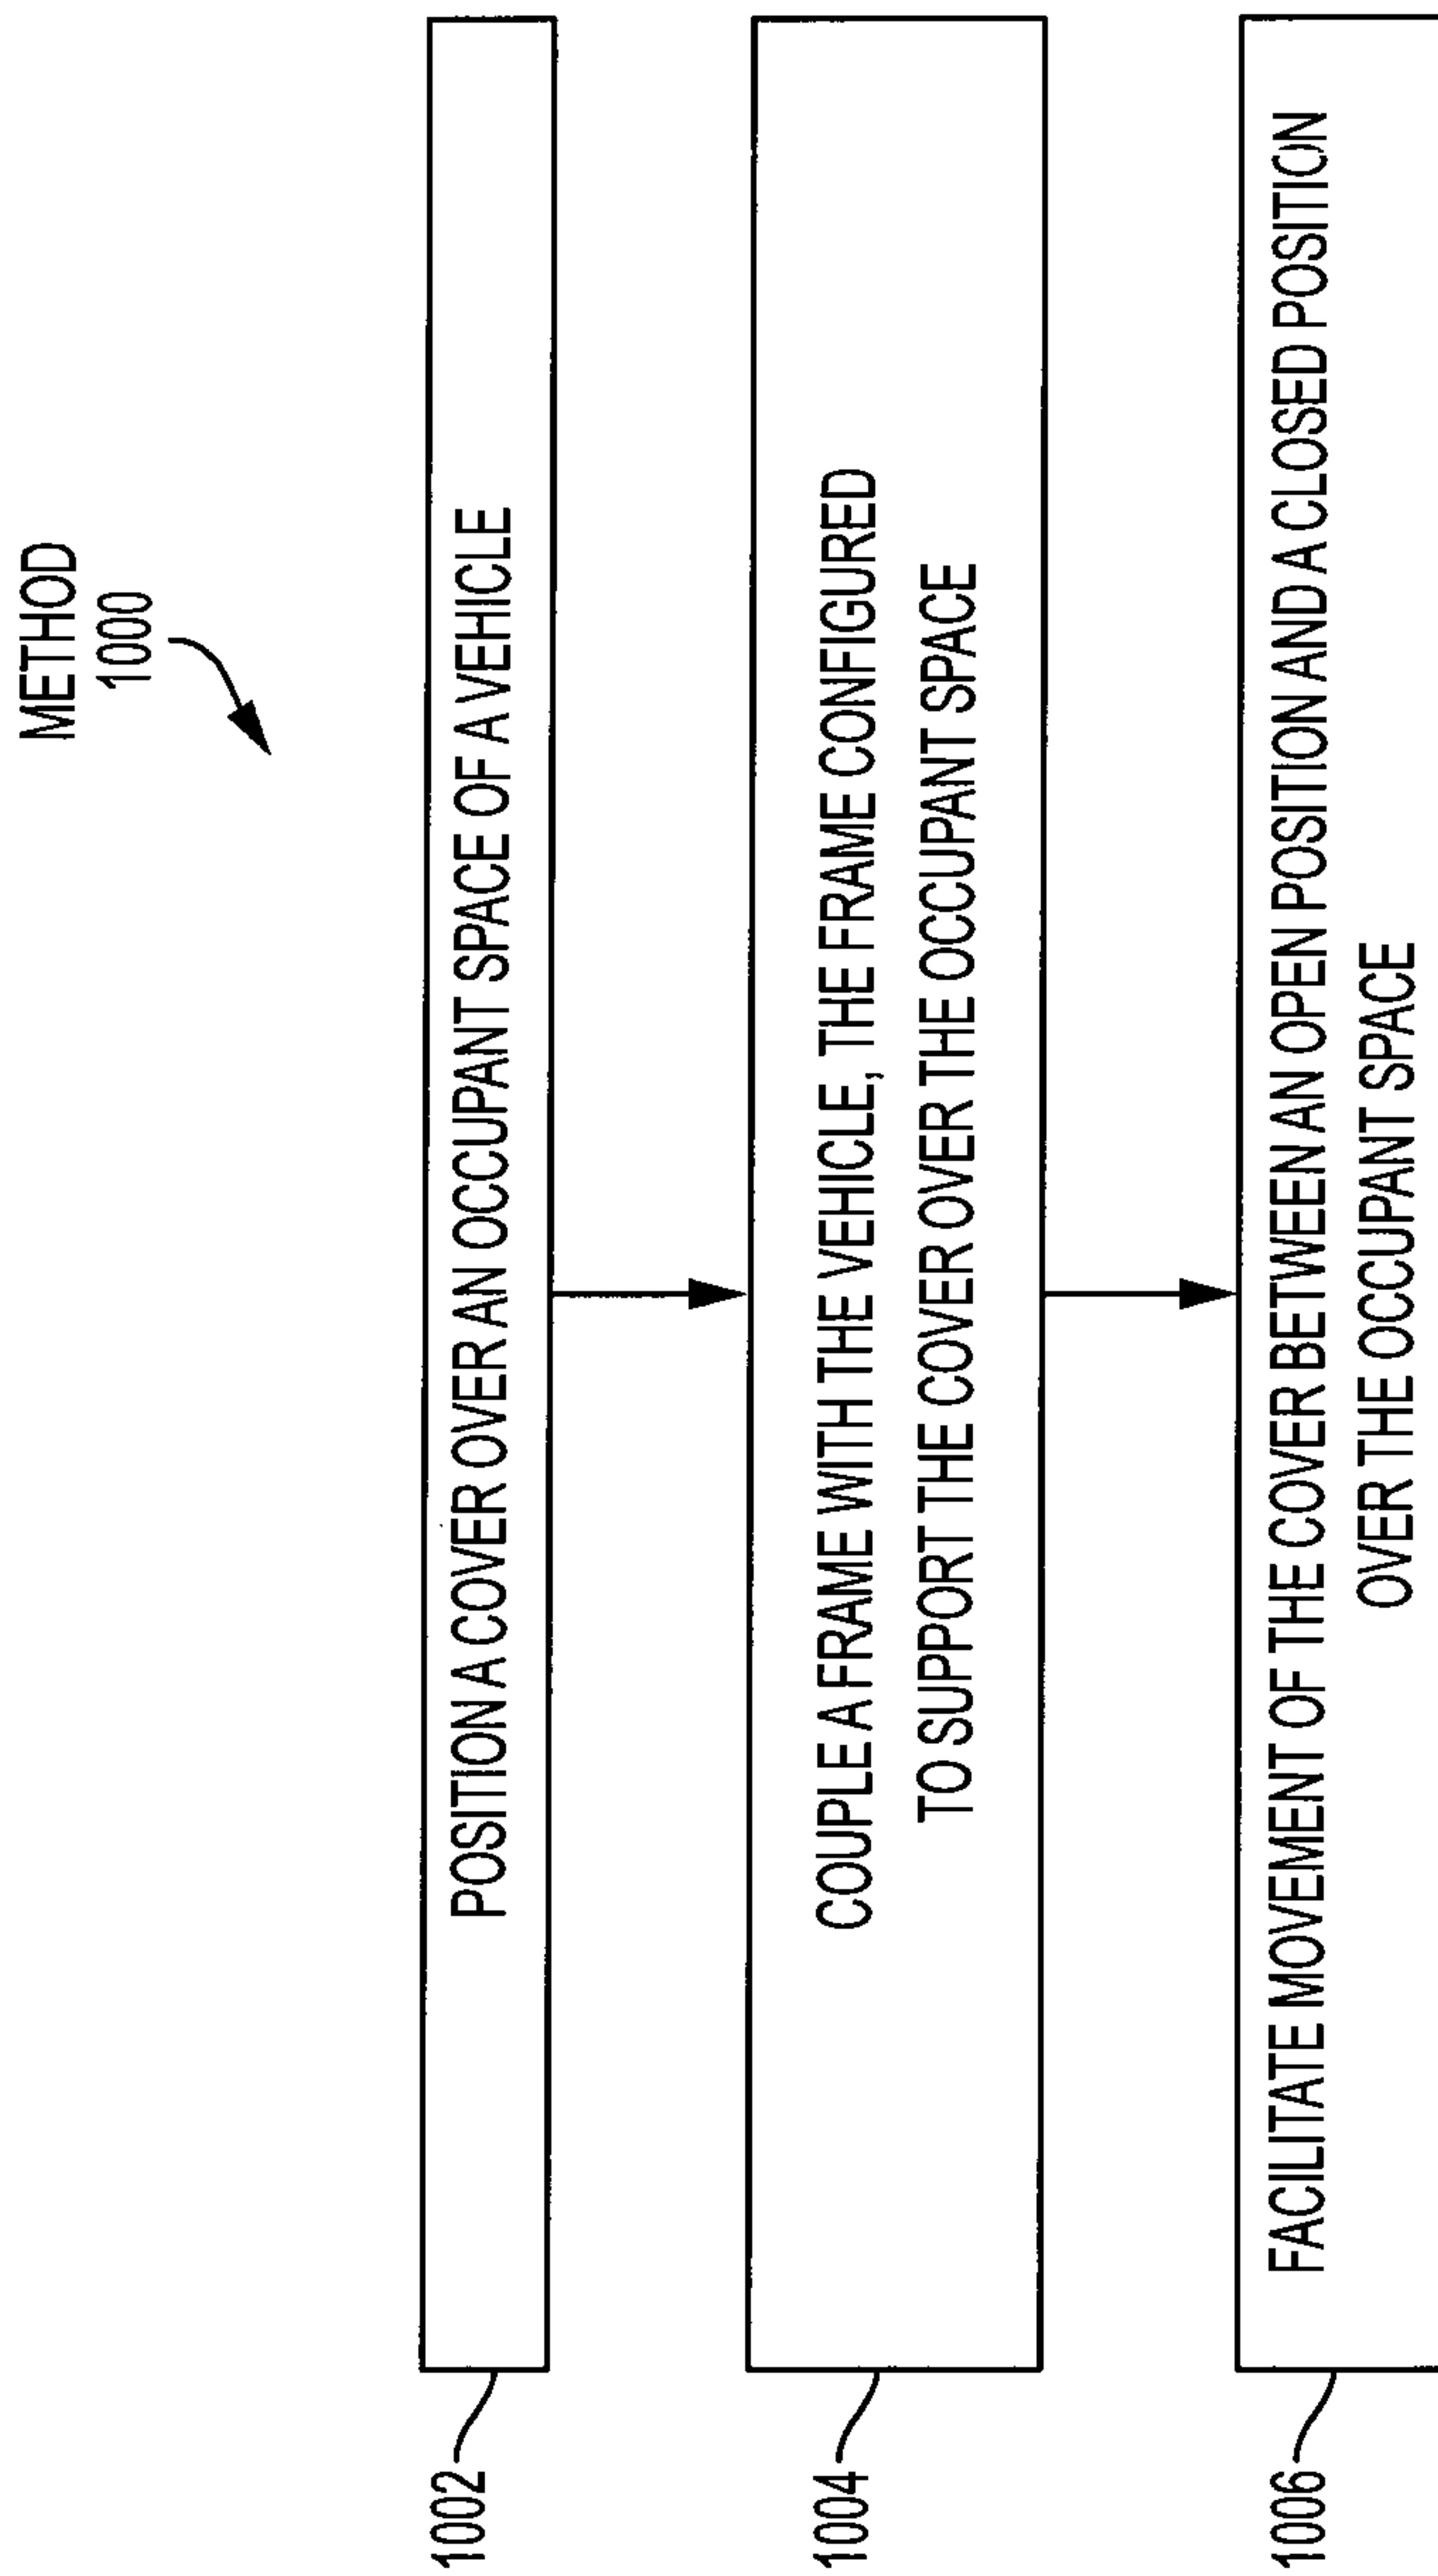 METHOD
1000
1002
POSITION A COVER OVER AN OCCUPANT SPACE OF A VEHICLE
1004
COUPLE A FRAME WITH THE VEHICLE, THE FRAME CONFIGURED
TO SUPPORT THE COVER OVER THE OCCUPANT SPACE
1006
FACILITATE MOVEMENT OF THE COVER BETWEEN AN OPEN POSITION AND A CLOSED POSITION
OVER THE OCCUPANT SPACE